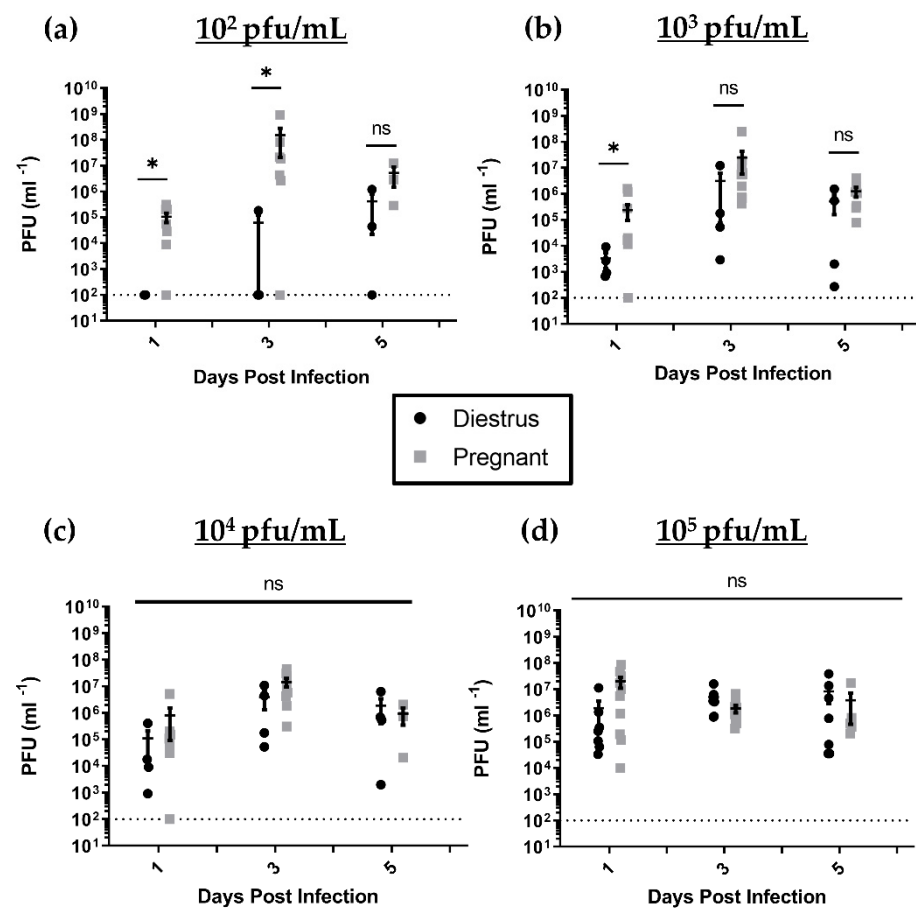 (a) 10² pfu/mL
PFU (ml ⁻¹)
10¹⁰
10⁹
10⁸
10⁷
10⁶
10⁵
10⁴
10³
10²
10¹
*
*
ns
1 3 5
Days Post Infection
(b) 10³ pfu/mL
PFU (ml ⁻¹)
10¹⁰
10⁹
10⁸
10⁷
10⁶
10⁵
10⁴
10³
10²
10¹
*
ns
ns
1 3 5
Days Post Infection
Diestrus
Pregnant
(c) 10⁴ pfu/mL
ns
PFU (ml ⁻¹)
10¹⁰
10⁹
10⁸
10⁷
10⁶
10⁵
10⁴
10³
10²
10¹
1 3 5
Days Post Infection
(d) 10⁵ pfu/mL
ns
PFU (ml ⁻¹)
10¹⁰
10⁹
10⁸
10⁷
10⁶
10⁵
10⁴
10³
10²
10¹
1 3 5
Days Post Infection